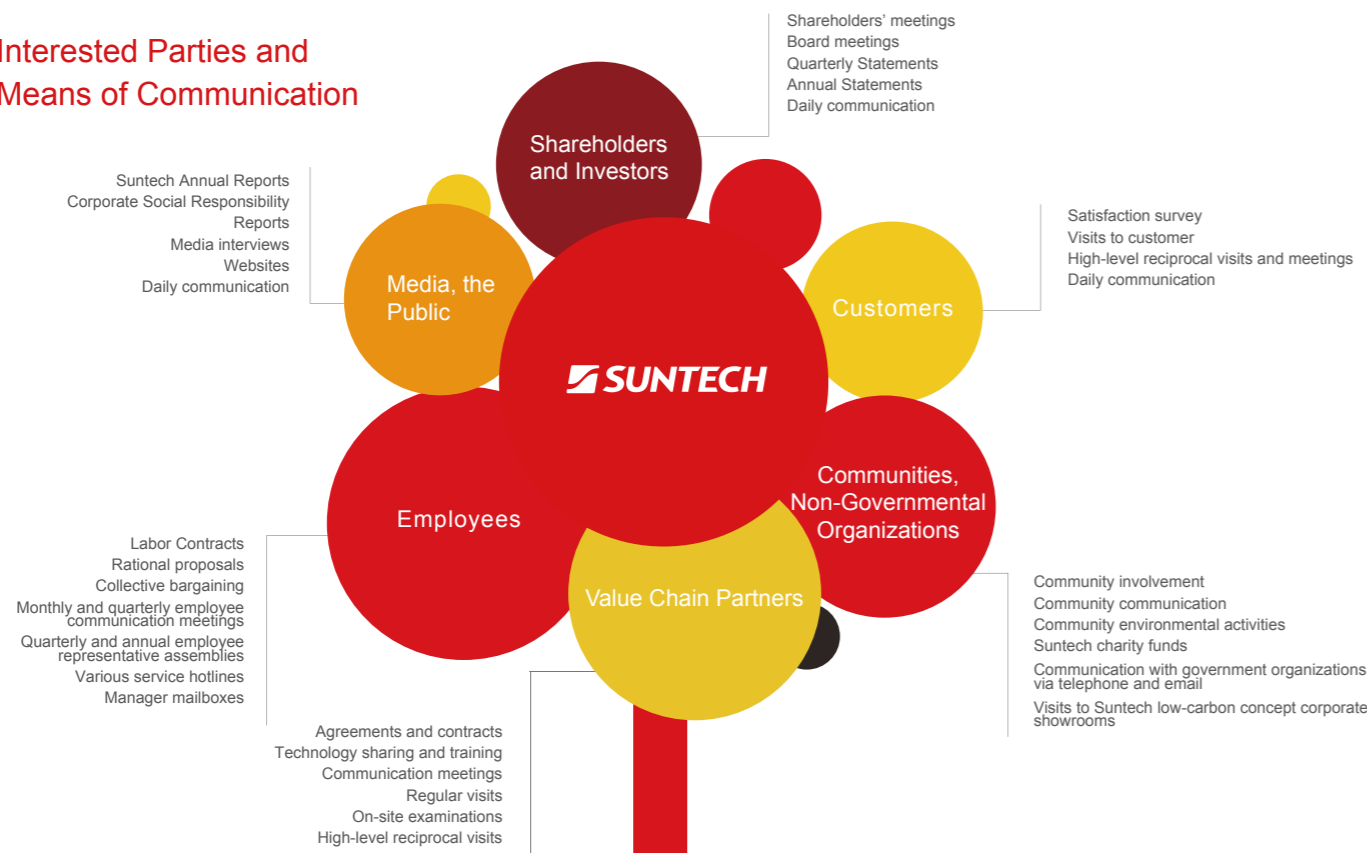 Interested Parties and
Means of Communication
Shareholders' meetings
Board meetings
Quarterly Statements
Annual Statements
Daily communication
Shareholders
and Investors
Suntech Annual Reports
Corporate Social Responsibility
Reports
Media interviews
Websites
Daily communication
Media, the
Public
Satisfaction survey
Visits to customer
High-level reciprocal visits and meetings
Daily communication
Customers
SUNTECH
Employees
Labor Contracts
Rational proposals
Collective bargaining
Monthly and quarterly employee
communication meetings
Quarterly and annual employee
representative assemblies
Various service hotlines
Manager mailboxes
Communities,
Non-Governmental
Organizations
Community involvement
Community communication
Community environmental activities
Suntech charity funds
Communication with government organizations
via telephone and email
Visits to Suntech low-carbon concept corporate
showrooms
Value Chain Partners
Agreements and contracts
Technology sharing and training
Communication meetings
Regular visits
On-site examinations
High-level reciprocal visits